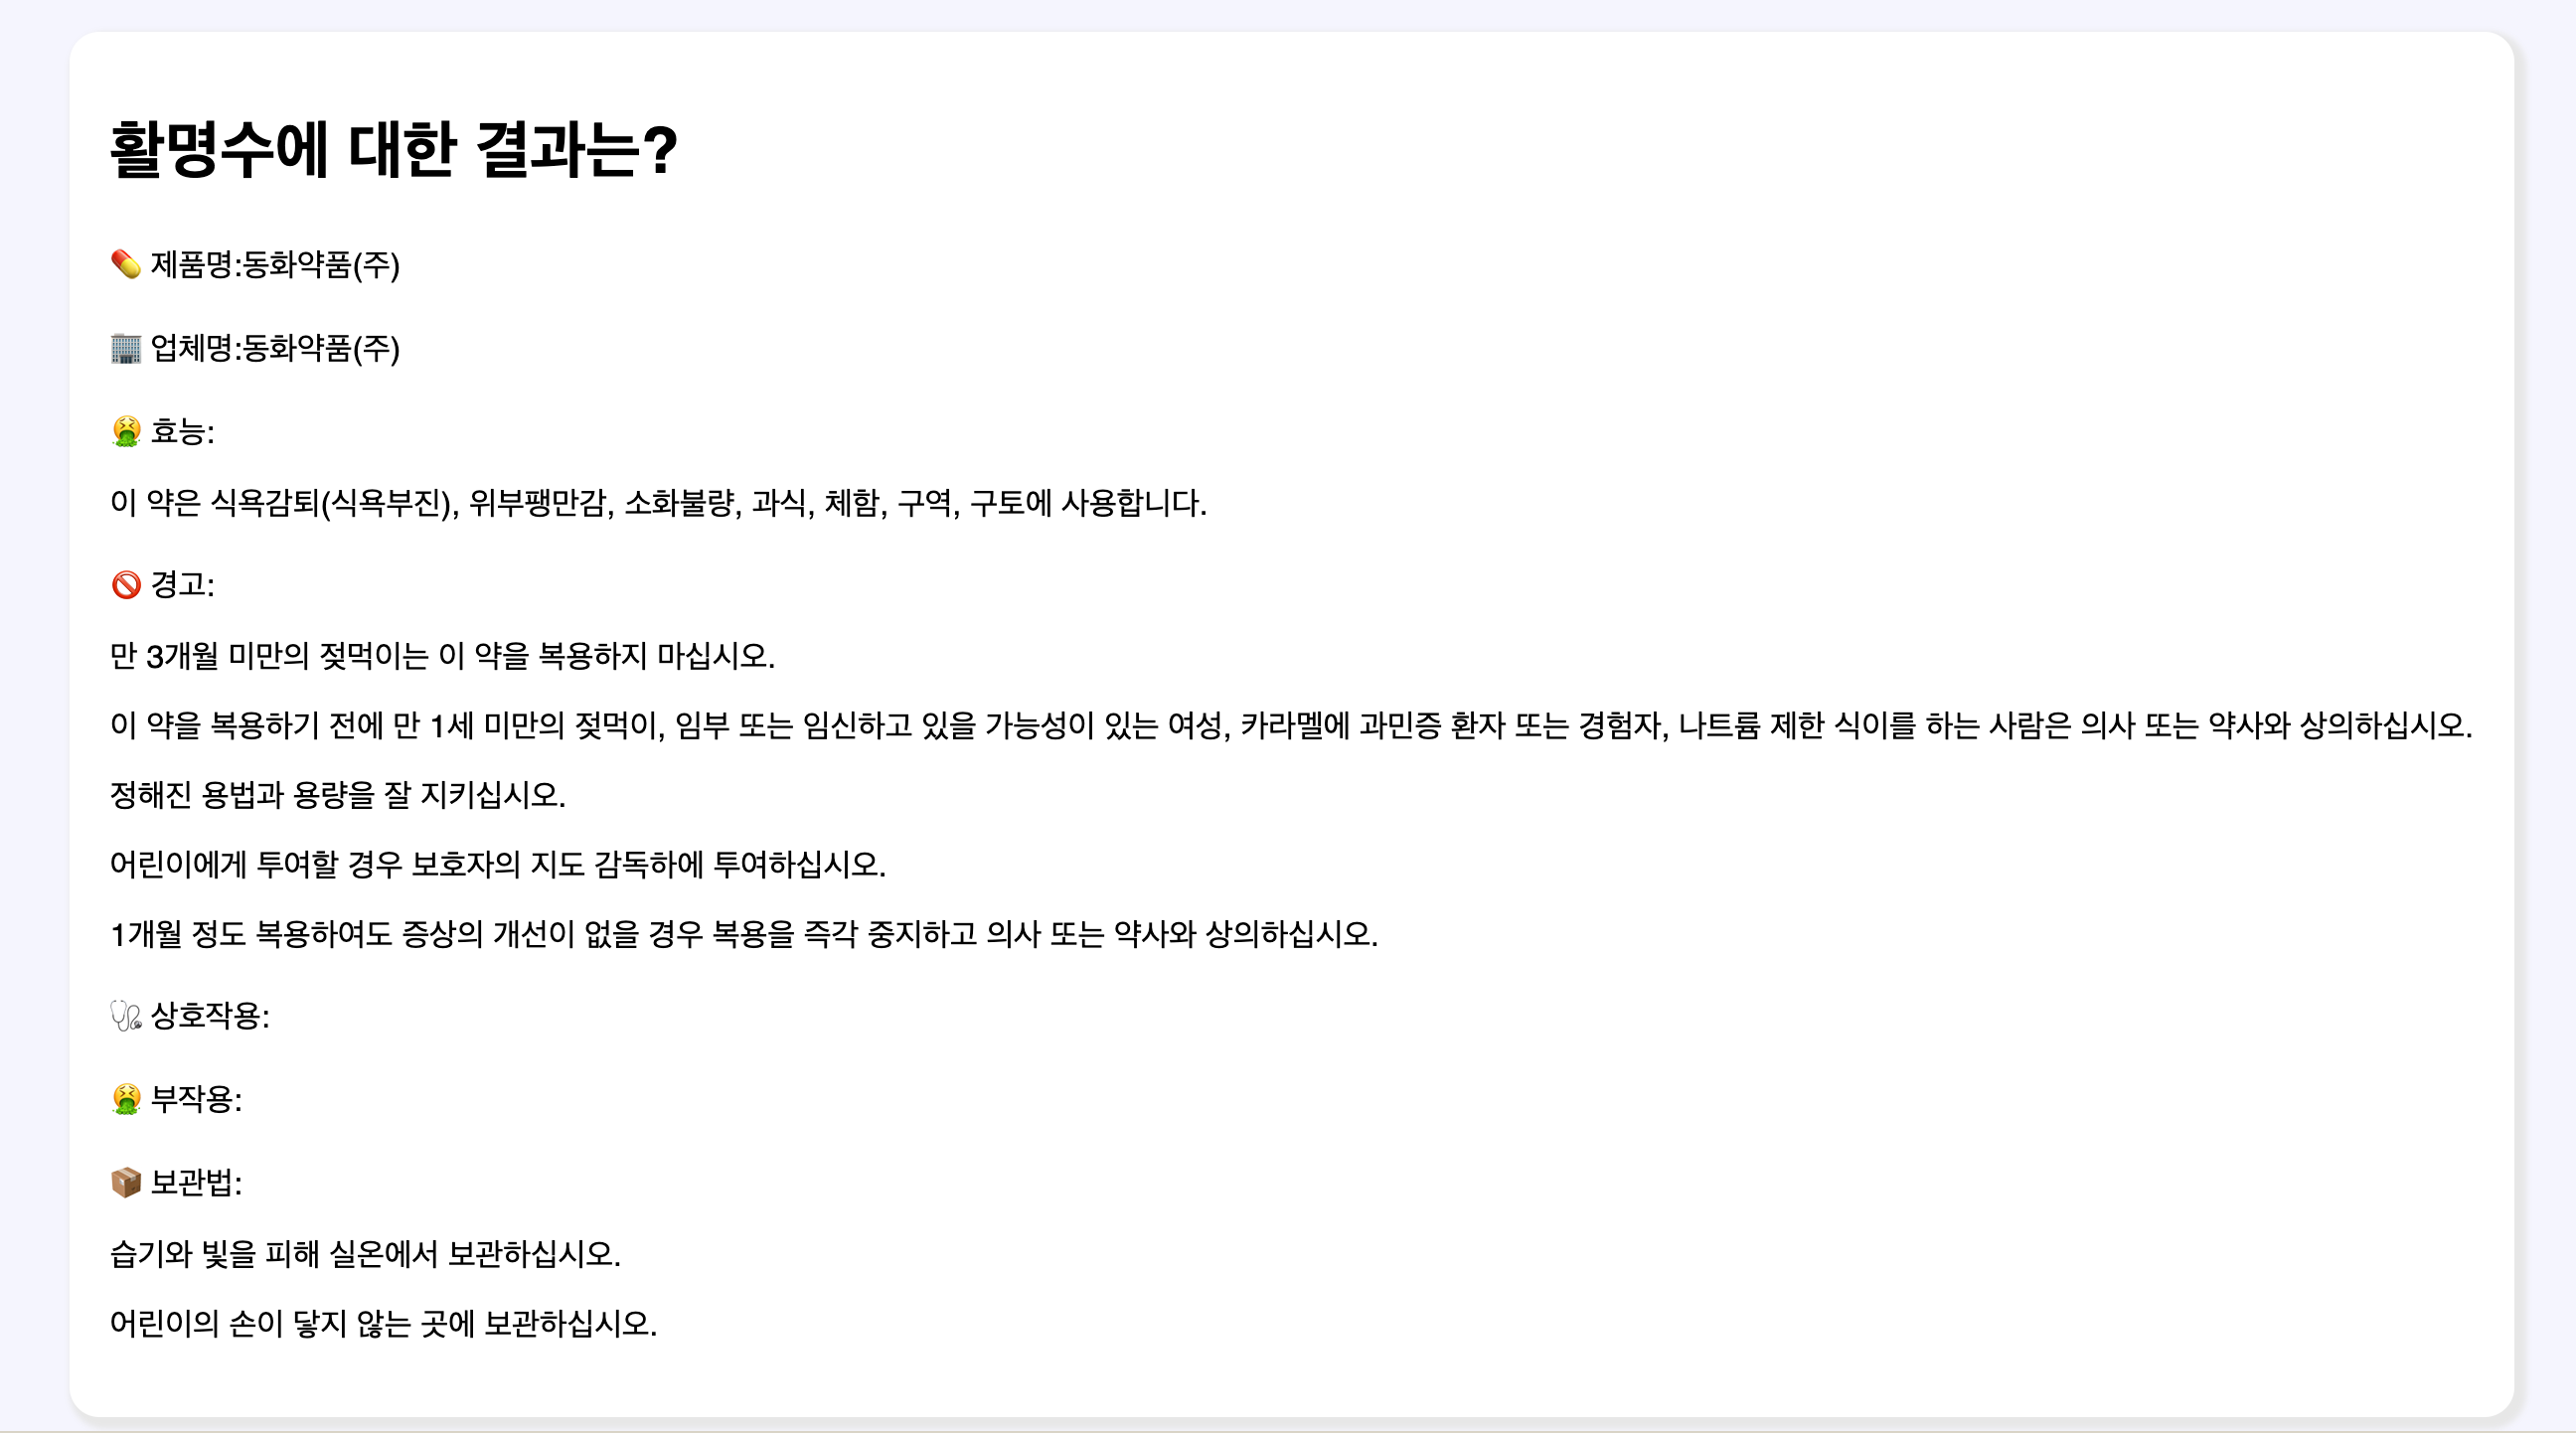 활명수에 대한 결과는?
💊 제품명:동화약품(주)
🏢 업체명:동화약품(주)
🤮 효능:
이 약은 식욕감퇴(식욕부진), 위부팽만감, 소화불량, 과식, 체함, 구역, 구토에 사용합니다.
🚫 경고:
만 3개월 미만의 젖먹이는 이 약을 복용하지 마십시오.
이 약을 복용하기 전에 만 1세 미만의 젖먹이, 임부 또는 임신하고 있을 가능성이 있는 여성, 카라멜에 과민증 환자 또는 경험자, 나트륨 제한 식이를 하는 사람은 의사 또는 약사와 상의하십시오.
정해진 용법과 용량을 잘 지키십시오.
어린이에게 투여할 경우 보호자의 지도 감독하에 투여하십시오.
1개월 정도 복용하여도 증상의 개선이 없을 경우 복용을 즉각 중지하고 의사 또는 약사와 상의하십시오.
🩺 상호작용:
🤮 부작용:
📦 보관법:
습기와 빛을 피해 실온에서 보관하십시오.
어린이의 손이 닿지 않는 곳에 보관하십시오.